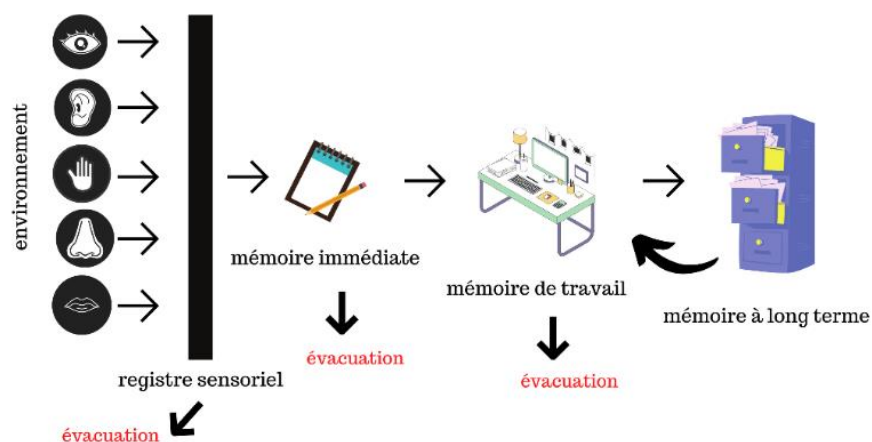 environnement
registre sensoriel
évacuation
mémoire immédiate
évacuation
mémoire de travail
évacuation
mémoire à long terme